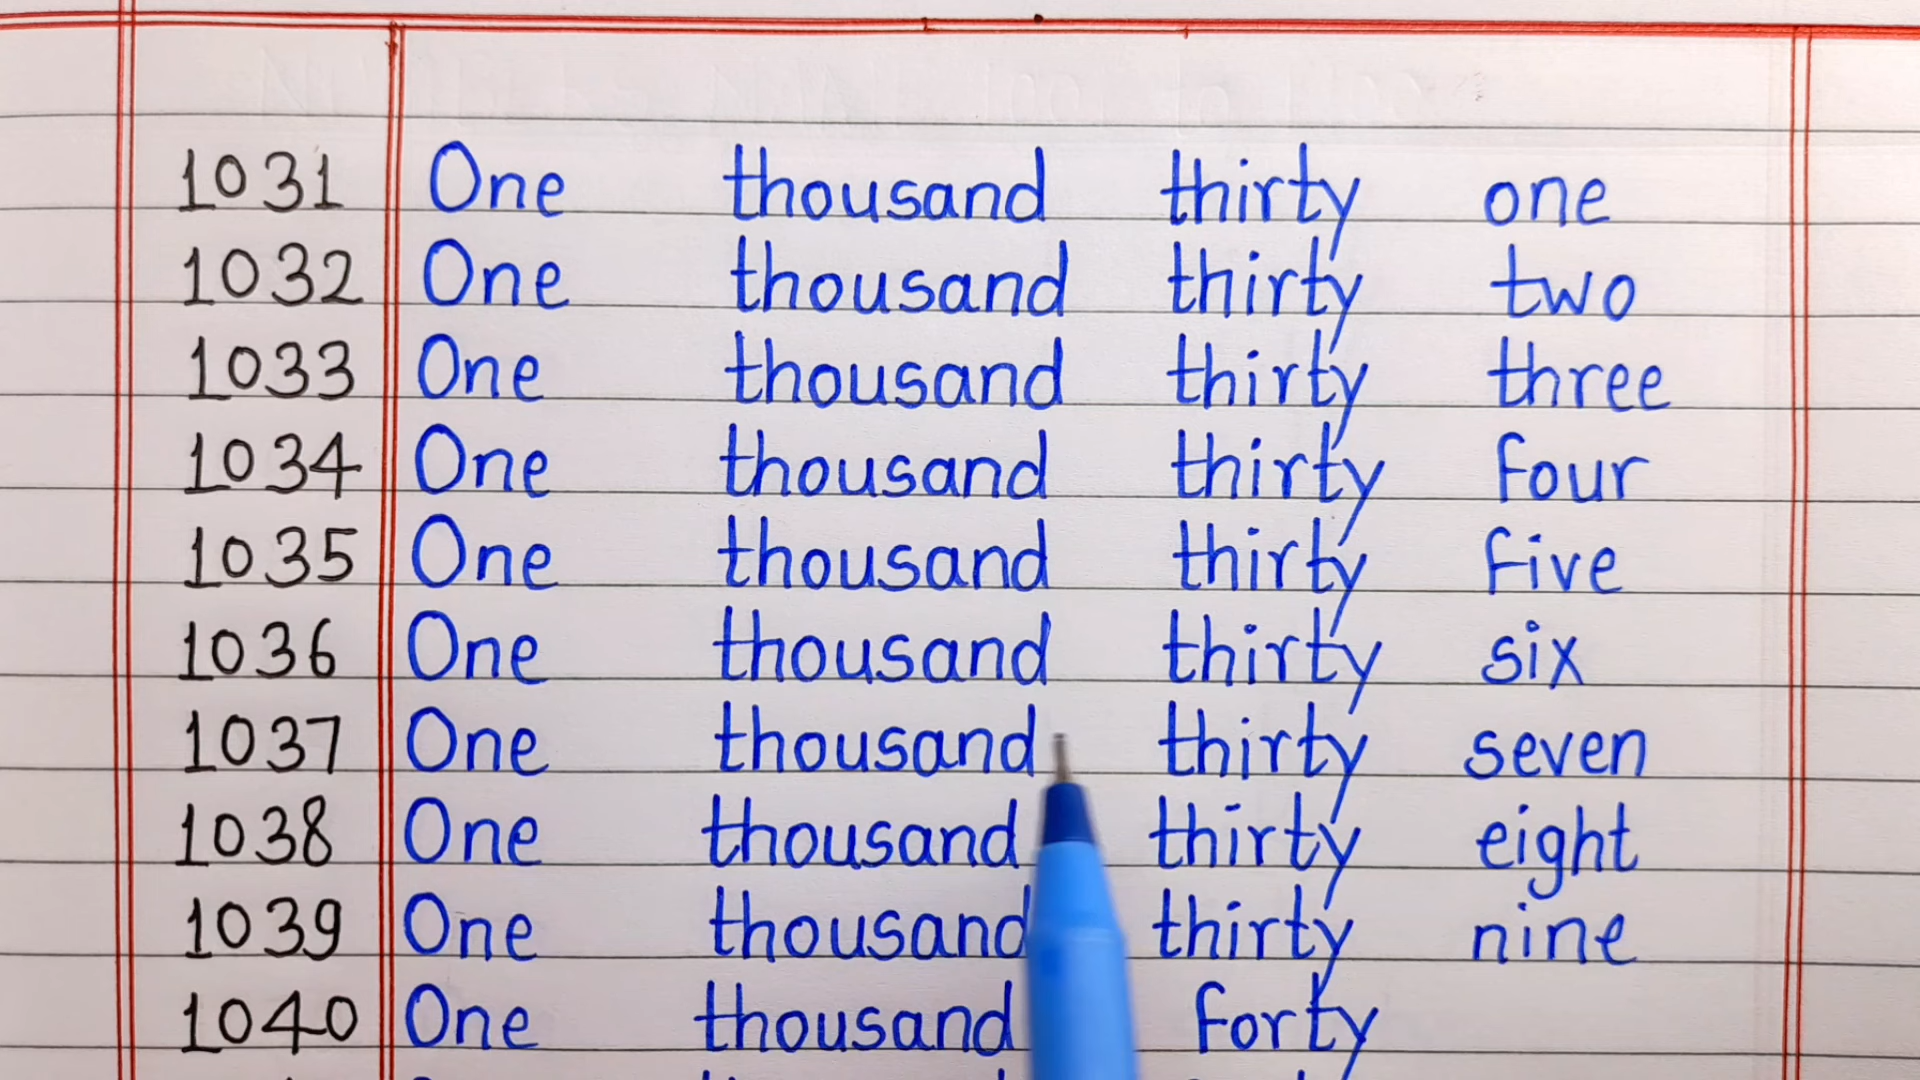 1031 One thousand thirty one
1032 One thousand thirty two
1033 One thousand thirty three
1034 One thousand thirty four
1035 One thousand thirty five
1036 One thousand thirty six
1037 One thousand thirty seven
1038 One thousand thirty eight
1039 One thousand thirty nine
1040 One thousand forty